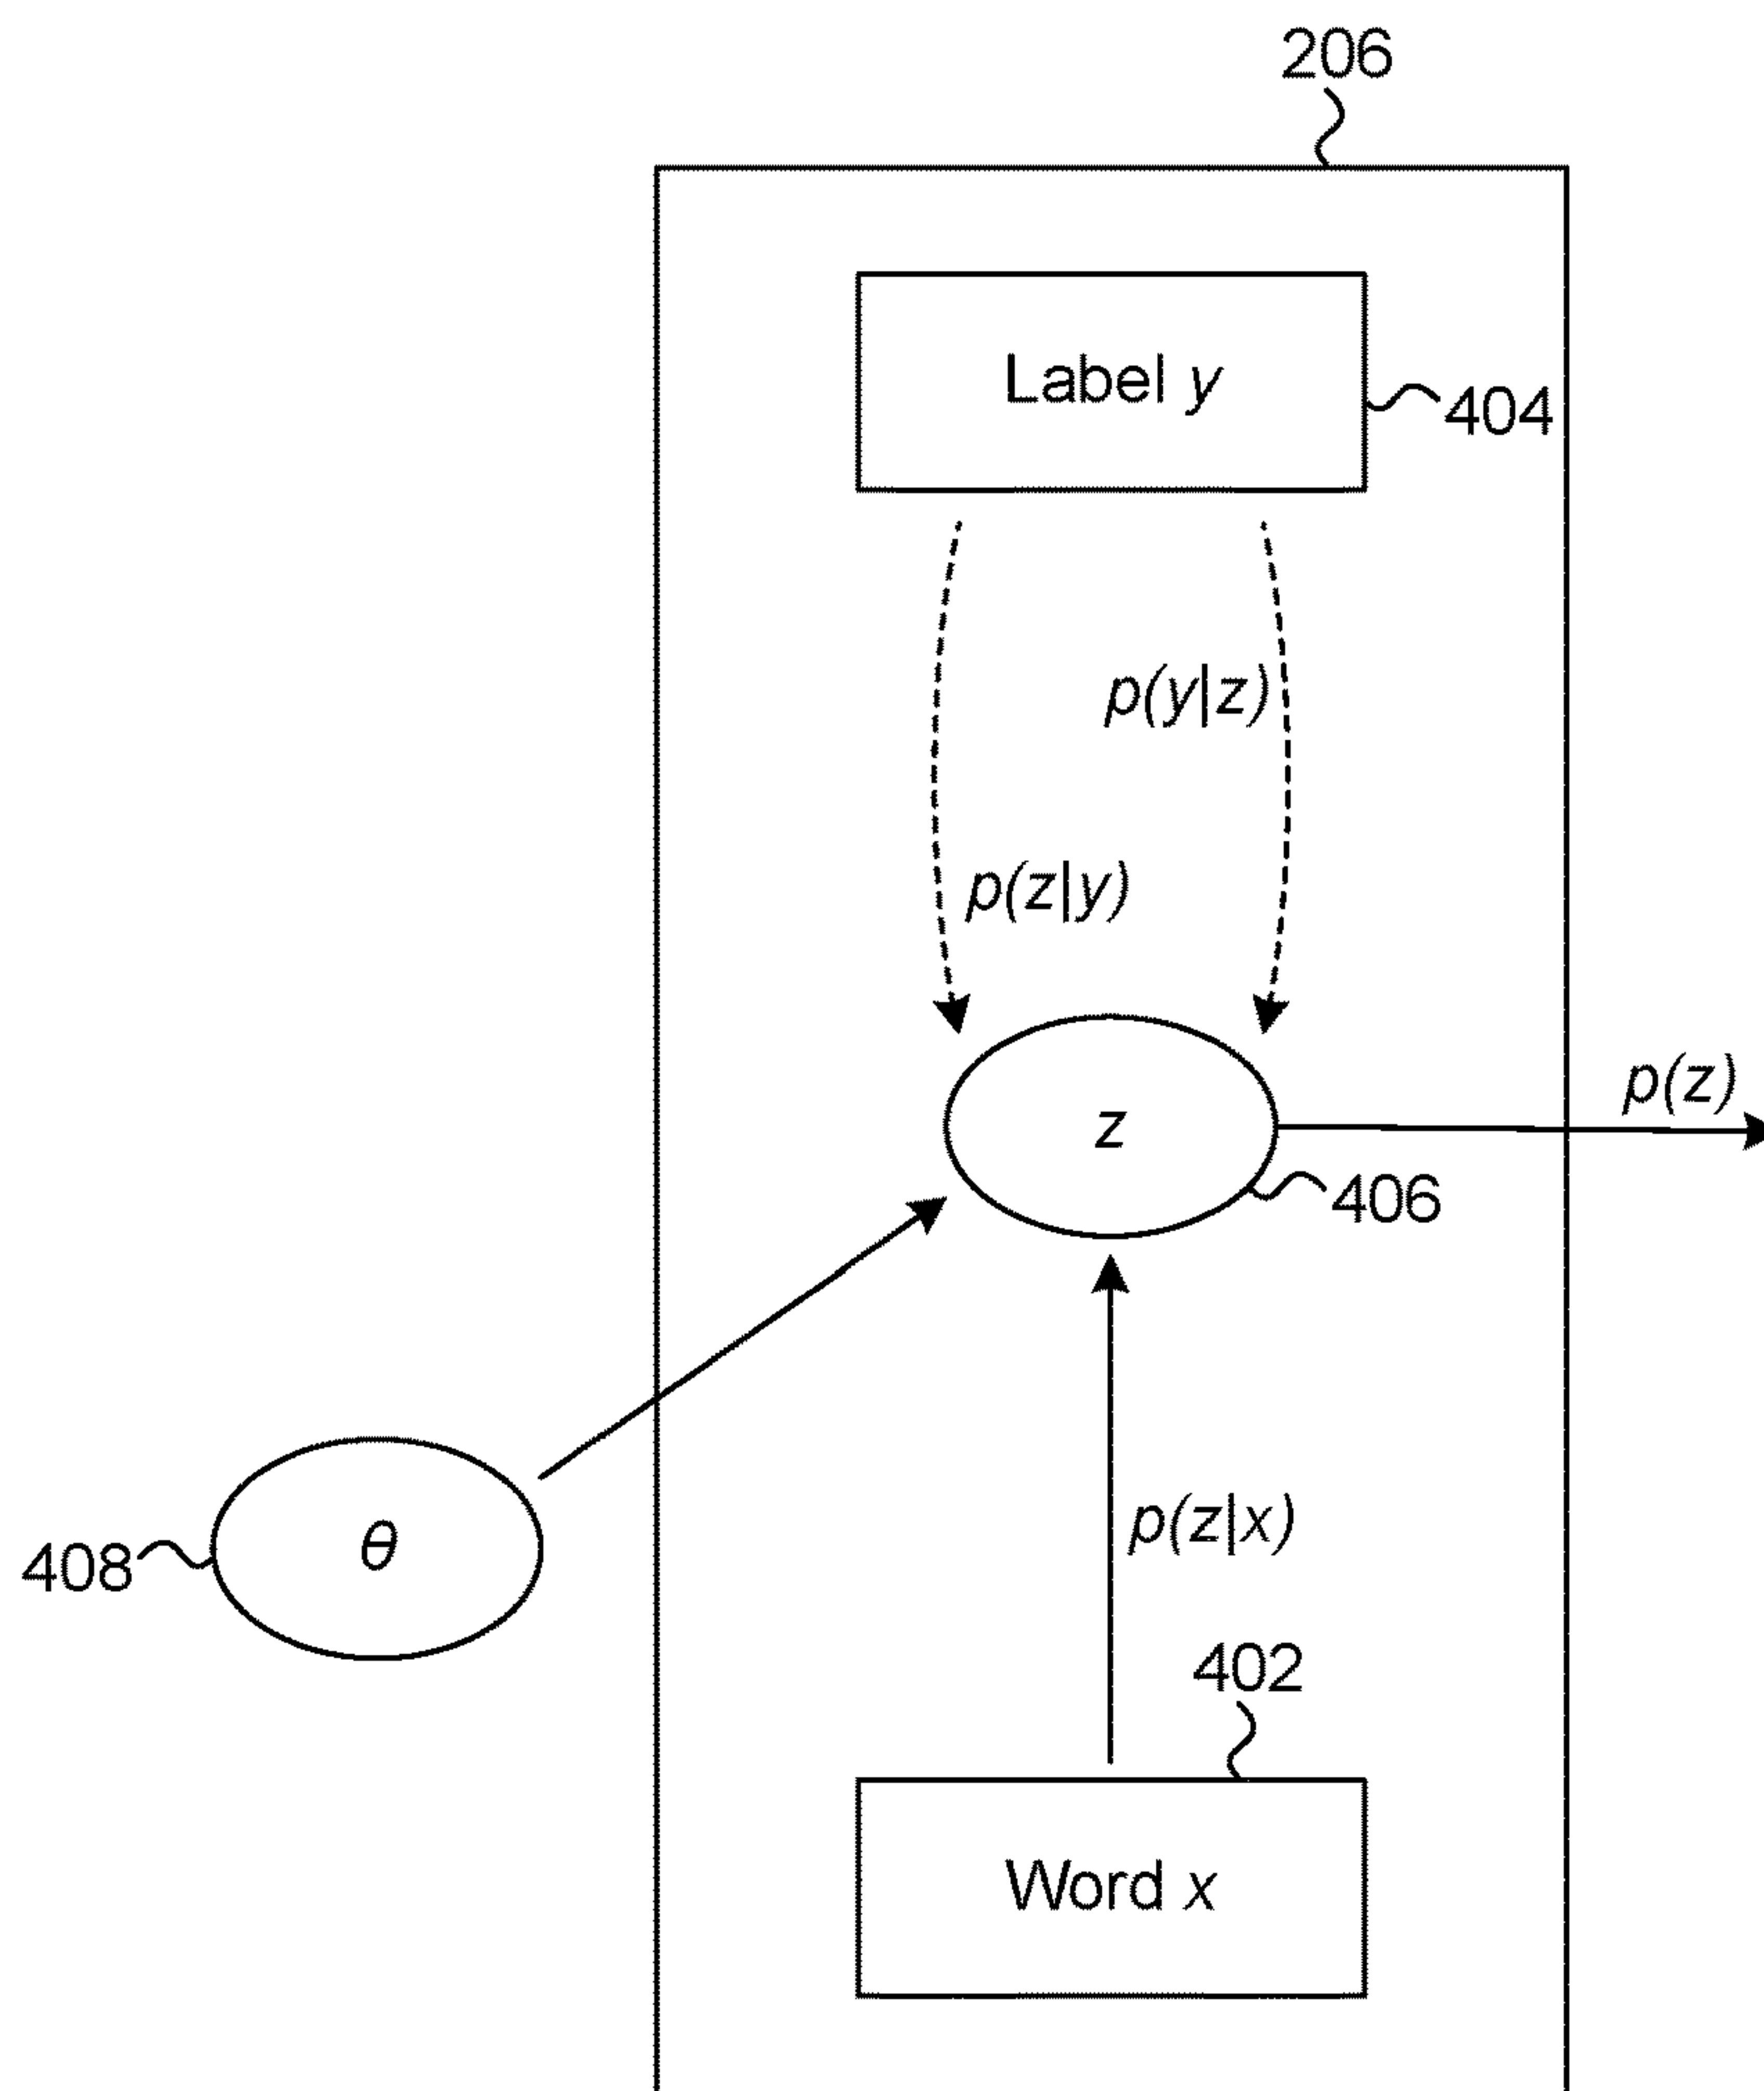 206
Label y
404
p(y|z)
p(z|y)
p(z)
z
406
θ
408
p(z|x)
402
Word x